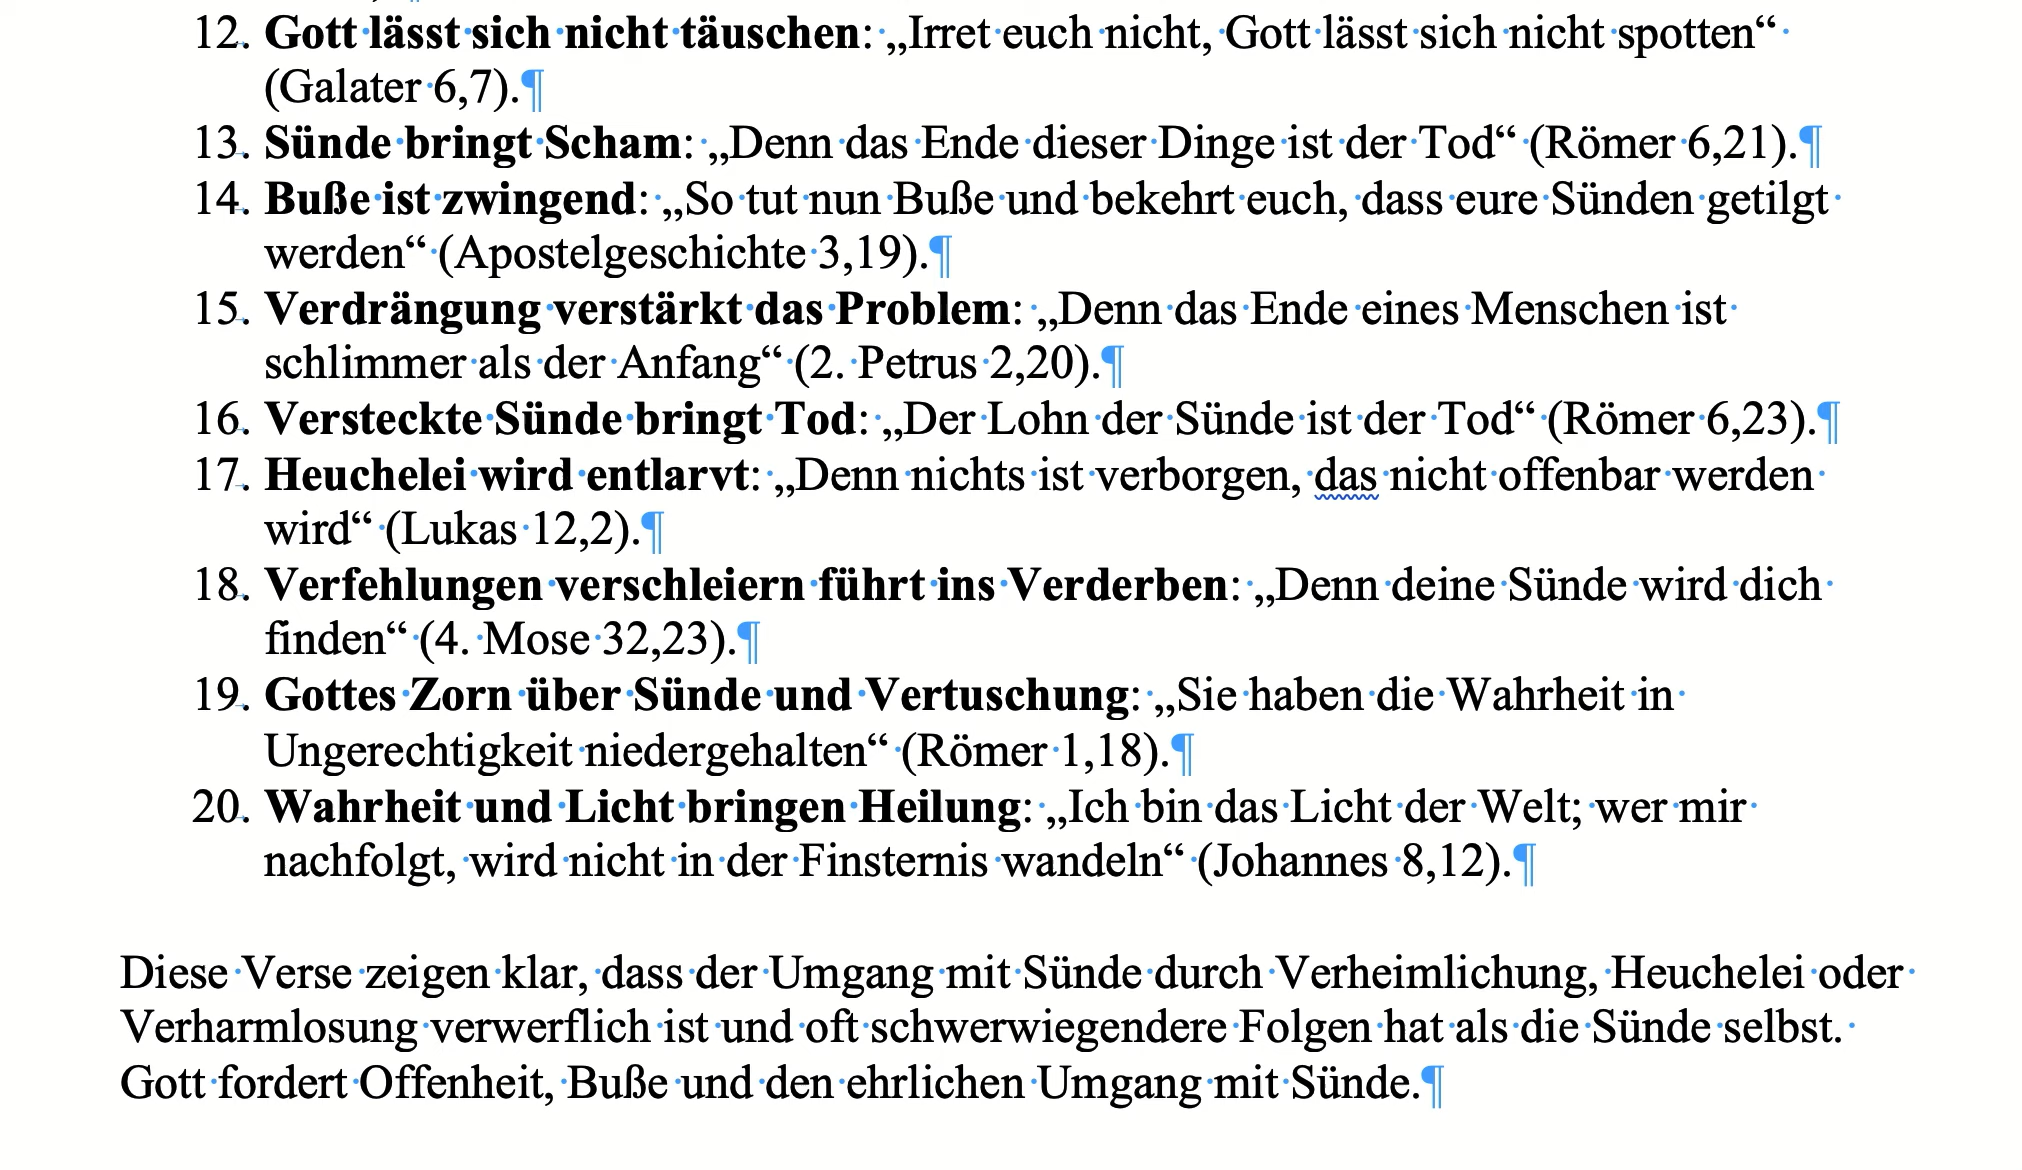 12. Gott lässt sich nicht täuschen: „Irret euch nicht, Gott lässt sich nicht spotten“
(Galater 6,7).¶
13. Sünde bringt Scham: „Denn das Ende dieser Dinge ist der Tod“ (Römer 6,21).¶
14. Buße ist zwingend: „So tut nun Buße und bekehrt euch, dass eure Sünden getilgt
werden“ (Apostelgeschichte 3,19).¶
15. Verdrängung verstärkt das Problem: „Denn das Ende eines Menschen ist
schlimmer als der Anfang“ (2. Petrus 2,20).¶
16. Versteckte Sünde bringt Tod: „Der Lohn der Sünde ist der Tod“ (Römer 6,23).¶
17. Heuchelei wird entlarvt: „Denn nichts ist verborgen, das nicht offenbar werden
wird“ (Lukas 12,2).¶
18. Verfehlungen verschleiern führt ins Verderben: „Denn deine Sünde wird dich
finden“ (4. Mose 32,23).¶
19. Gottes Zorn über Sünde und Vertuschung: „Sie haben die Wahrheit in
Ungerechtigkeit niedergehalten“ (Römer 1,18).¶
20. Wahrheit und Licht bringen Heilung: „Ich bin das Licht der Welt; wer mir
nachfolgt, wird nicht in der Finsternis wandeln“ (Johannes 8,12).¶
Diese Verse zeigen klar, dass der Umgang mit Sünde durch Verheimlichung, Heuchelei oder
Verharmlosung verwerflich ist und oft schwerwiegendere Folgen hat als die Sünde selbst.
Gott fordert Offenheit, Buße und den ehrlichen Umgang mit Sünde.¶